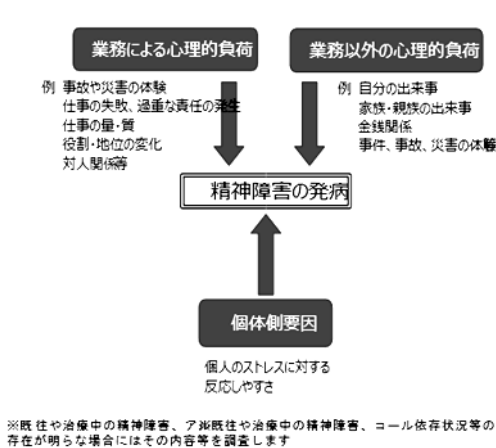 業務による心理的負荷
業務以外の心理的負荷
例 事故や災害の体験
仕事の失敗、過重な責任の発生
仕事の量・質
役割・地位の変化
対人関係等
例 自分の出来事
家族・親族の出来事
金銭関係
事件、事故、災害の体験
精神障害の発病
個体側要因
個人のストレスに対する
反応しやすさ
※既往や治療中の精神障害、ア※既往や治療中の精神障害、コール依存状況等の
存在が明らな場合にはその内容等を調査します